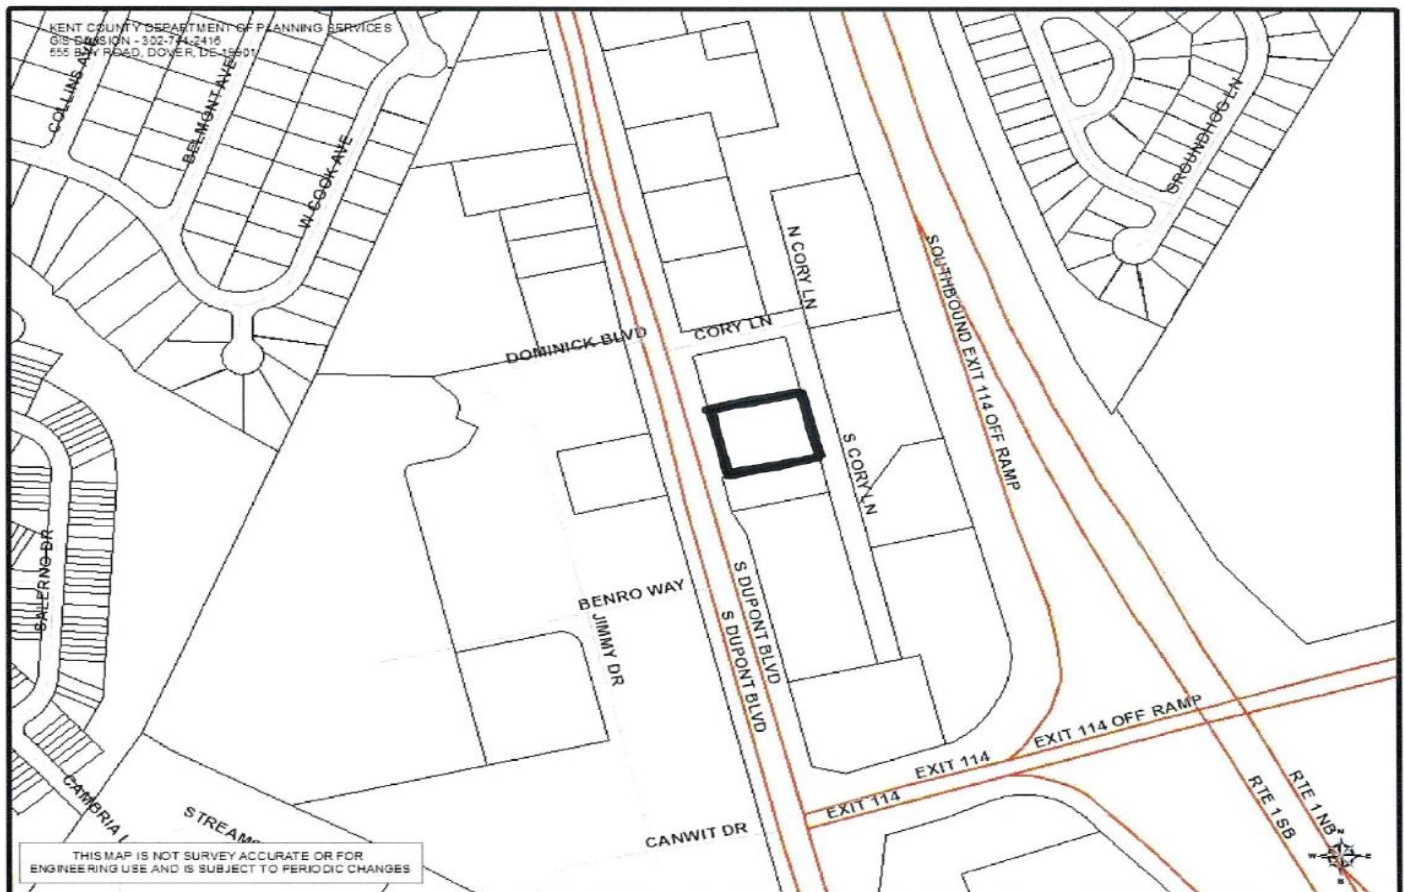 KENT COUNTY DEPARTMENT OF PLANNING SERVICES
GIS DIVISION - 302-744-2416
555 BAY ROAD, DOVER, DE 19901
COLLINS AVE
BELMONT AVE
W COOK AVE
GROUNDHOG LN
N CORY LN
SOUTHBOUND EXIT 114 OFF RAMP
DOMINICK BLVD
CORY LN
S CORY LN
SALERNO DR
BENRO WAY
JIMMY DR
S DUPONT BLVD
S DUPONT BLVD
EXIT 114 OFF RAMP
EXIT 114
EXIT 114
RTE 1 SB
RTE 1 NB
CAMBRIA L
CANWIT DR
THIS MAP IS NOT SURVEY ACCURATE OR FOR
ENGINEERING USE AND IS SUBJECT TO PERIODIC CHANGES
N
W
E
S